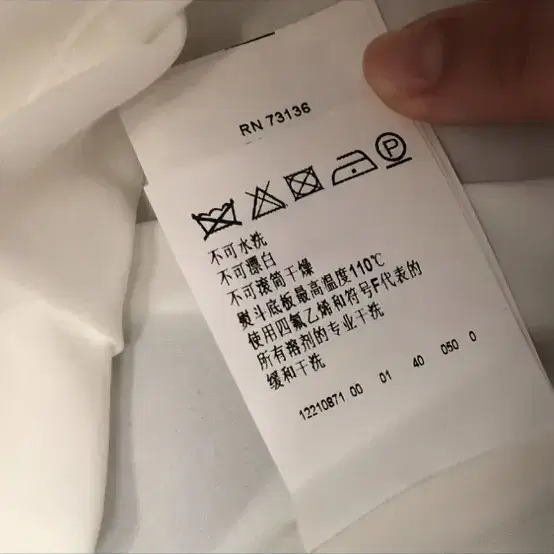 RN 73136
P
不可水洗
不可漂白
不可滚筒干燥
熨斗底板最高温度110℃
使用四氯乙烯和符号F代表的
所有溶剂的专业干洗
缓和干洗
12210871 00 01 40 050 0